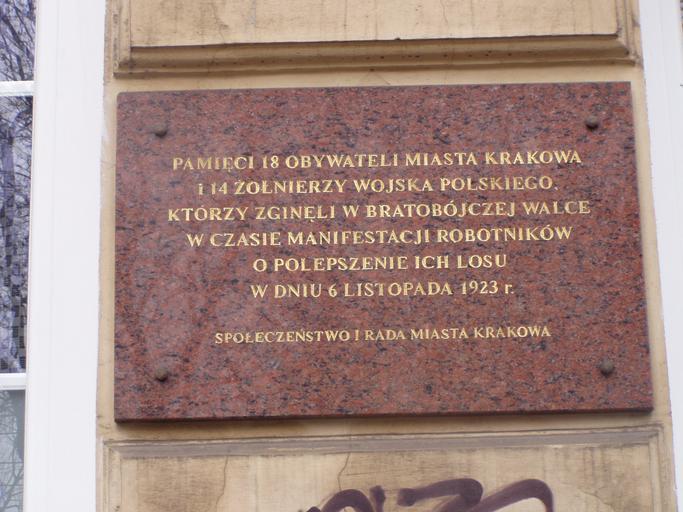 PAMIĘCI 18 OBYWATELI MIASTA KRAKOWA
i 14 ŻOŁNIERZY WOJSKA POLSKIEGO,
KTÓRZY ZGINĘLI W BRATOBÓJCZEJ WALCE
W CZASIE MANIFESTACJI ROBOTNIKÓW
O POLEPSZENIE ICH LOSU
W DNIU 6 LISTOPADA 1923 r.
SPOŁECZEŃSTWO I RADA MIASTA KRAKOWA